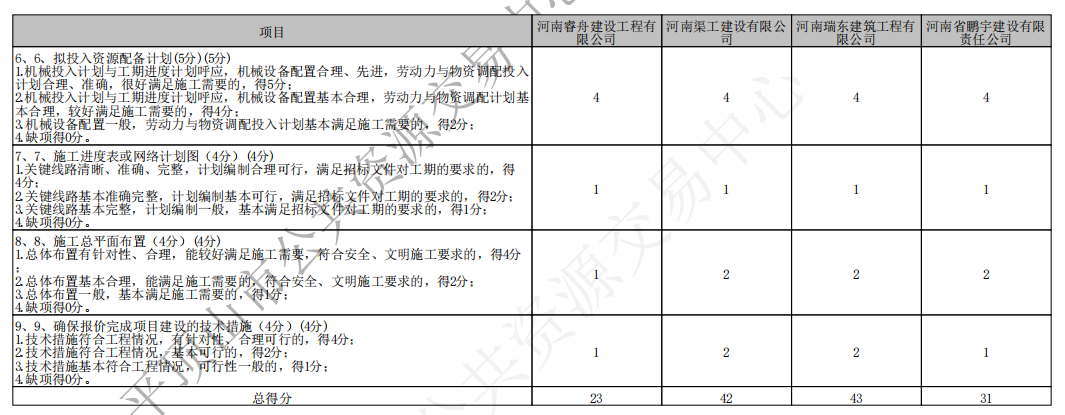 项目
河南睿舟建设工程有限公司
河南渠工建设有限公司
河南瑞东建筑工程有限公司
河南省鹏宇建设有限责任公司
6、6、拟投入资源配备计划(5分)(5分)
1.机械投入计划与工期进度计划呼应，机械设备配置合理、先进，劳动力与物资调配投入
计划合理、准确，很好满足施工需要的，得5分；
2.机械投入计划与工期进度计划呼应，机械设备配置基本合理，劳动力与物资调配计划基
本合理，较好满足施工需要的，得4分；
3.机械设备配置一般，劳动力与物资调配投入计划基本满足施工需要的，得2分；
4.缺项得0分。
4 4 4 4
7、7、施工进度表或网络计划图（4分）(4分)
1.关键线路清晰、准确、完整，计划编制合理可行，满足招标文件对工期的要求的，得
4分；
2.关键线路基本准确完整，计划编制基本可行，满足招标文件对工期的要求的，得2分；
3.关键线路基本完整，计划编制一般，基本满足招标文件对工期的要求的，得1分；
4.缺项得0分。
1 1 1 1
8、8、施工总平面布置（4分）(4分)
1.总体布置有针对性、合理，能较好满足施工需要，符合安全、文明施工要求的，得4分
；
2.总体布置基本合理，能满足施工需要的，符合安全、文明施工要求的，得2分；
3.总体布置一般，基本满足施工需要的，得1分；
4.缺项得0分。
1 2 2 2
9、9、确保报价完成项目建设的技术措施（4分）(4分)
1.技术措施符合工程情况，有针对性、合理可行的，得4分；
2.技术措施符合工程情况，基本可行的，得2分；
3.技术措施基本符合工程情况，可行性一般的，得1分；
4.缺项得0分。
1 2 2 1
总得分 23 42 43 31
平顶山市公共资源交易中心
公共资源交易中心